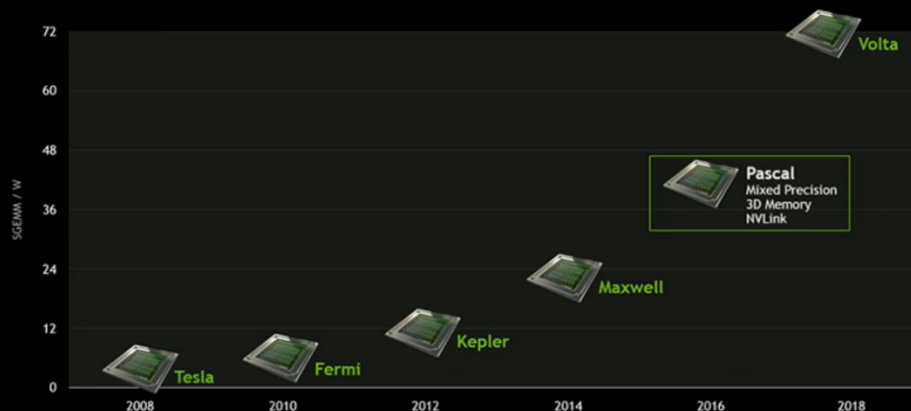 72
Volta
60
48
Pascal
Mixed Precision
3D Memory
NVLink
SGEMM / W
36
24
Maxwell
12
Kepler
Fermi
Tesla
0
2008
2010
2012
2014
2016
2018